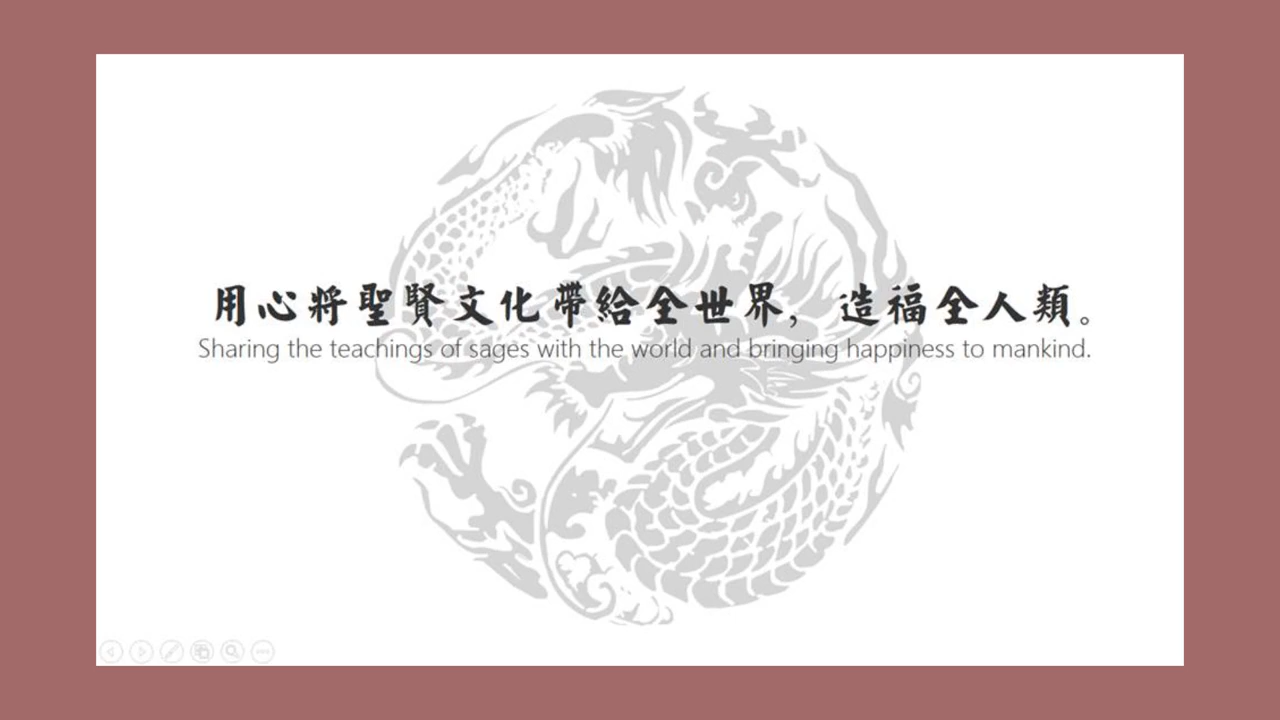 用心將聖賢文化帶給全世界，造福全人類。
Sharing the teachings of sages with the world and bringing happiness to mankind.